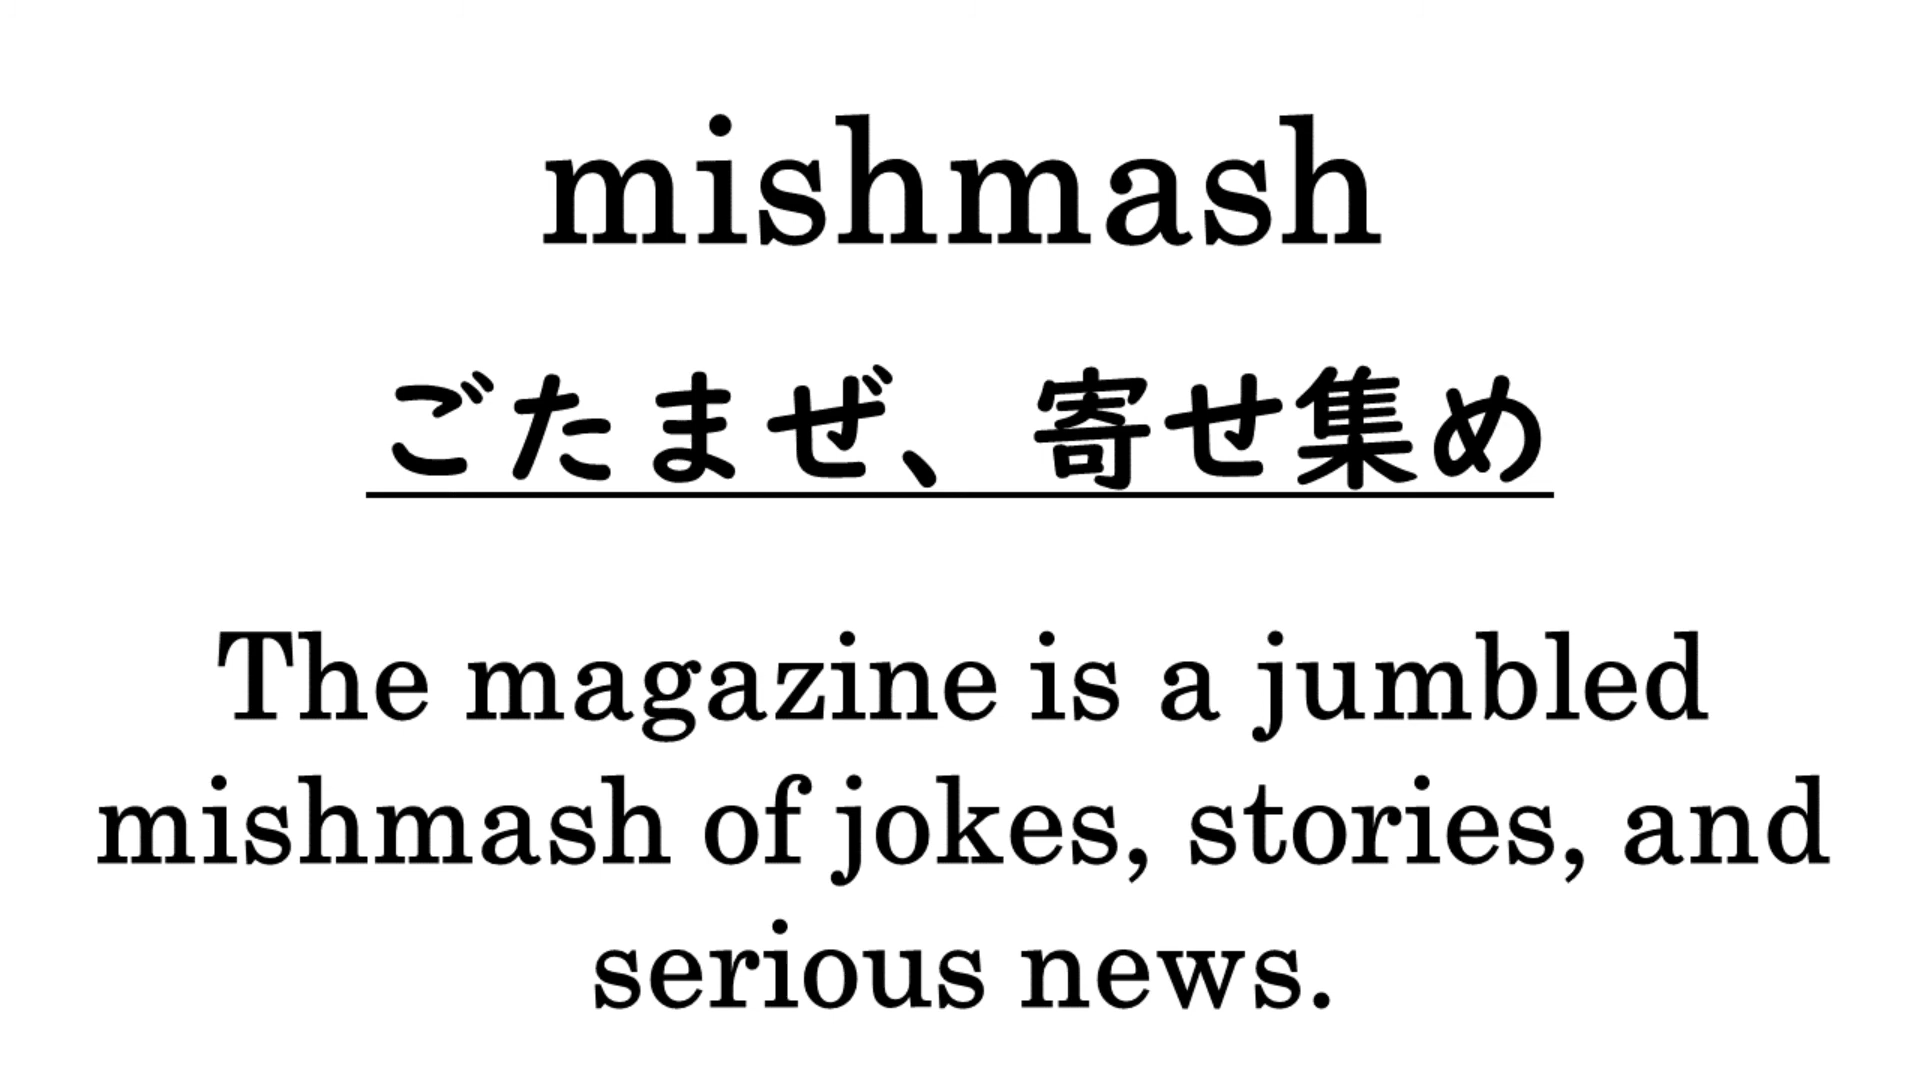 mishmash
ごたまぜ、寄せ集め
The magazine is a jumbled
mishmash of jokes, stories, and
serious news.